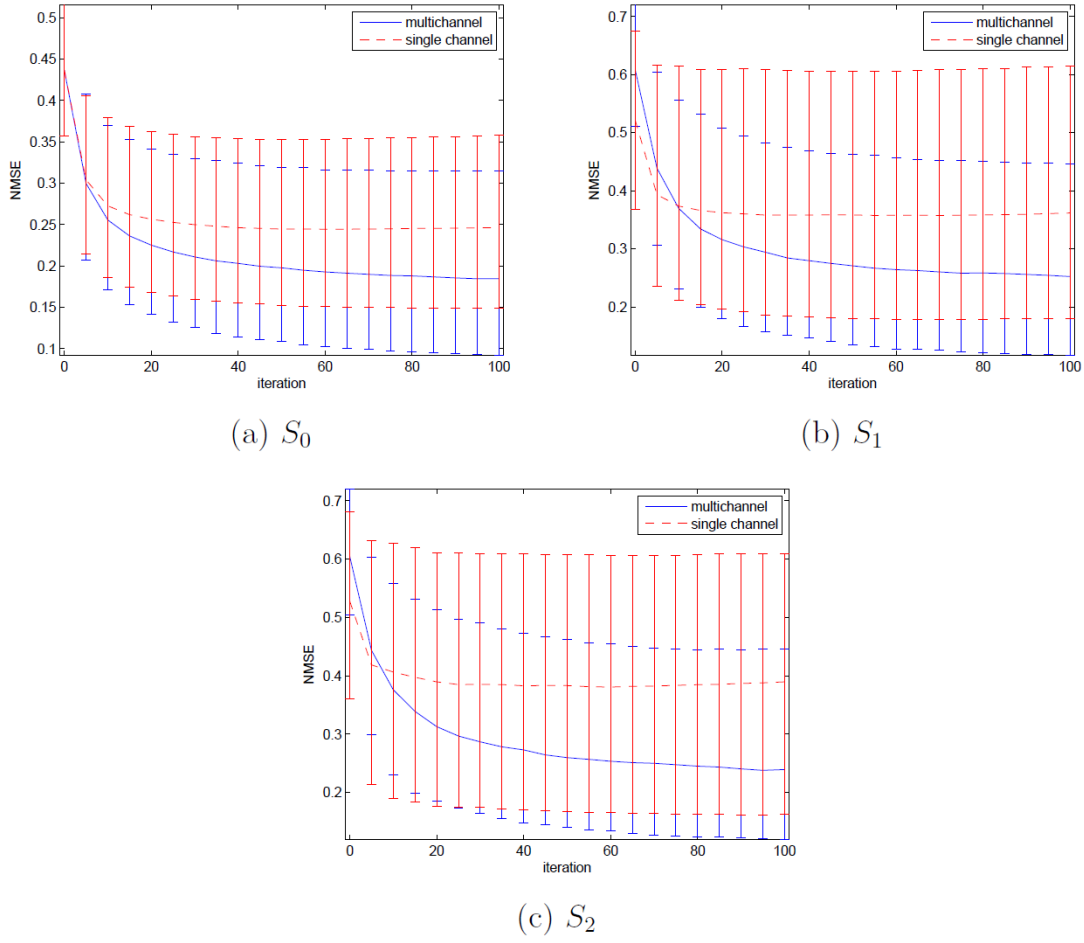 multichannel
single channel
0.5
0.45
0.4
0.35
0.3
0.25
0.2
0.15
0.1
NMSE
0 20 40 60 80 100
iteration
(a) S0
multichannel
single channel
0.7
0.6
0.5
0.4
0.3
0.2
NMSE
0 20 40 60 80 100
iteration
(b) S1
multichannel
single channel
0.7
0.6
0.5
0.4
0.3
0.2
NMSE
0 20 40 60 80 100
iteration
(c) S2